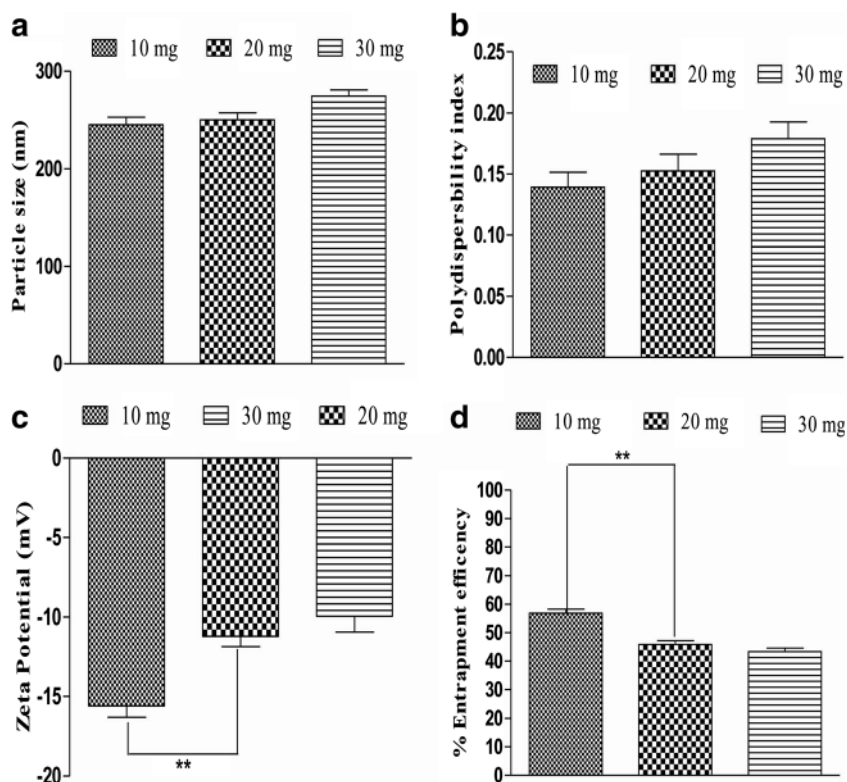 a
10 mg 20 mg 30 mg
Particle size (nm)
300
200
100
0
b
10 mg 20 mg 30 mg
Polydispersbility index
0.25
0.20
0.15
0.10
0.05
0.00
c
10 mg 30 mg 20 mg
Zeta Potential (mV)
0
-5
-10
-15
-20
**
d
10 mg 20 mg 30 mg
**
% Entrapment efficency
100
90
80
70
60
50
40
30
20
10
0